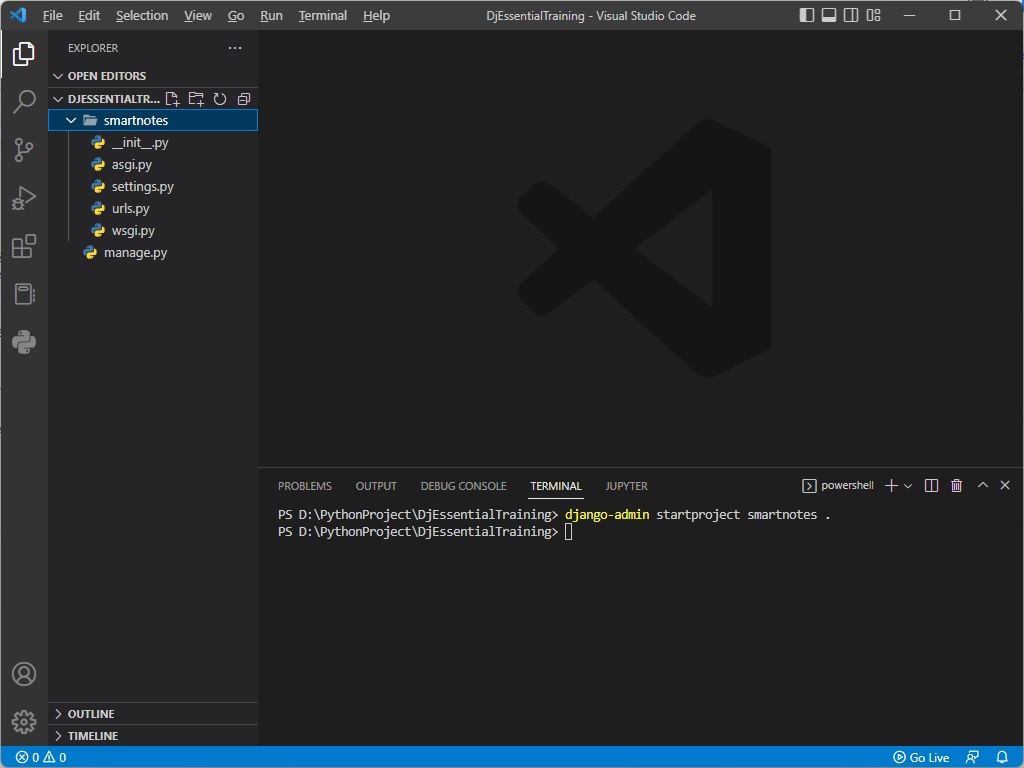 File Edit Selection View Go Run Terminal Help DjEssentialTraining - Visual Studio Code
EXPLORER
OPEN EDITORS
DJESSENTIALTR...
smartnotes
__init__.py
asgi.py
settings.py
urls.py
wsgi.py
manage.py
OUTLINE
TIMELINE
PROBLEMS OUTPUT DEBUG CONSOLE TERMINAL JUPYTER powershell
PS D:\PythonProject\DjEssentialTraining> django-admin startproject smartnotes .
PS D:\PythonProject\DjEssentialTraining>
0 0 Go Live